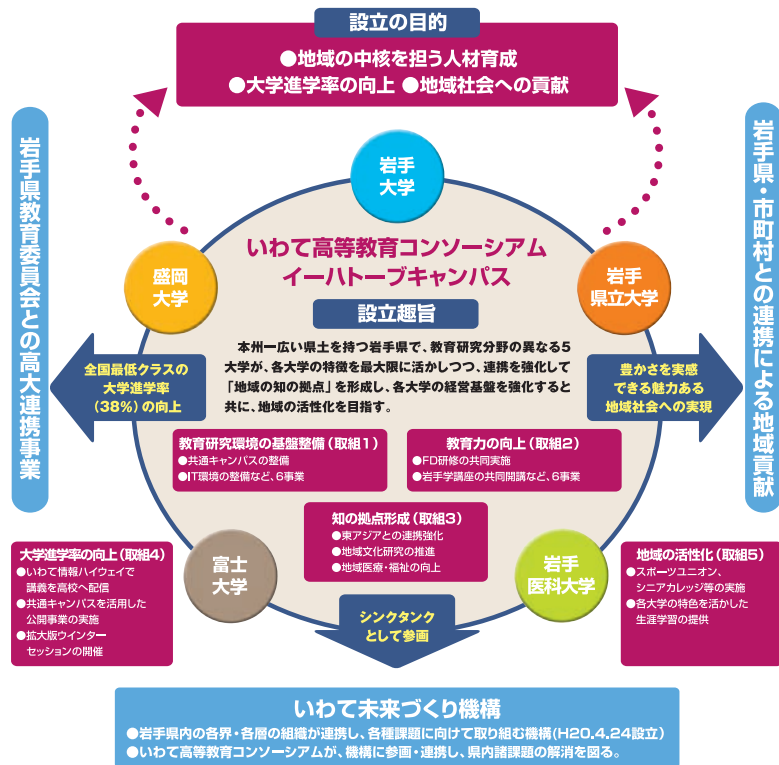 設立の目的
●地域の中核を担う人材育成
●大学進学率の向上 ●地域社会への貢献
岩手県教育委員会との高大連携事業
岩手県・市町村との連携による地域貢献
岩手
大学
盛岡
大学
岩手
県立大学
いわて高等教育コンソーシアム
イーハトーブキャンパス
設立趣旨
本州一広い県土を持つ岩手県で、教育研究分野の異なる5
大学が、各大学の特徴を最大限に活かしつつ、連携を強化して
「地域の知の拠点」を形成し、各大学の経営基盤を強化すると
共に、地域の活性化を目指す。
全国最低クラスの
大学進学率
(38%)の向上
豊かさを実感
できる魅力ある
地域社会への実現
教育研究環境の基盤整備(取組1)
●共通キャンパスの整備
●IT環境の整備など、6事業
教育力の向上(取組2)
●FD研修の共同実施
●岩手学講座の共同開講など、6事業
知の拠点形成(取組3)
●東アジアとの連携強化
●地域文化研究の推進
●地域医療・福祉の向上
大学進学率の向上(取組4)
●いわて情報ハイウェイで
講義を高校へ配信
●共通キャンパスを活用した
公開事業の実施
●拡大版ウインター
セッションの開催
富士
大学
岩手
医科大学
地域の活性化(取組5)
●スポーツユニオン、
シニアカレッジ等の実施
●各大学の特色を活かした
生涯学習の提供
シンクタンク
として参画
いわて未来づくり機構
●岩手県内の各界・各層の組織が連携し、各種課題に向けて取り組む機構(H20.4.24設立)
●いわて高等教育コンソーシアムが、機構に参画・連携し、県内諸課題の解消を図る。